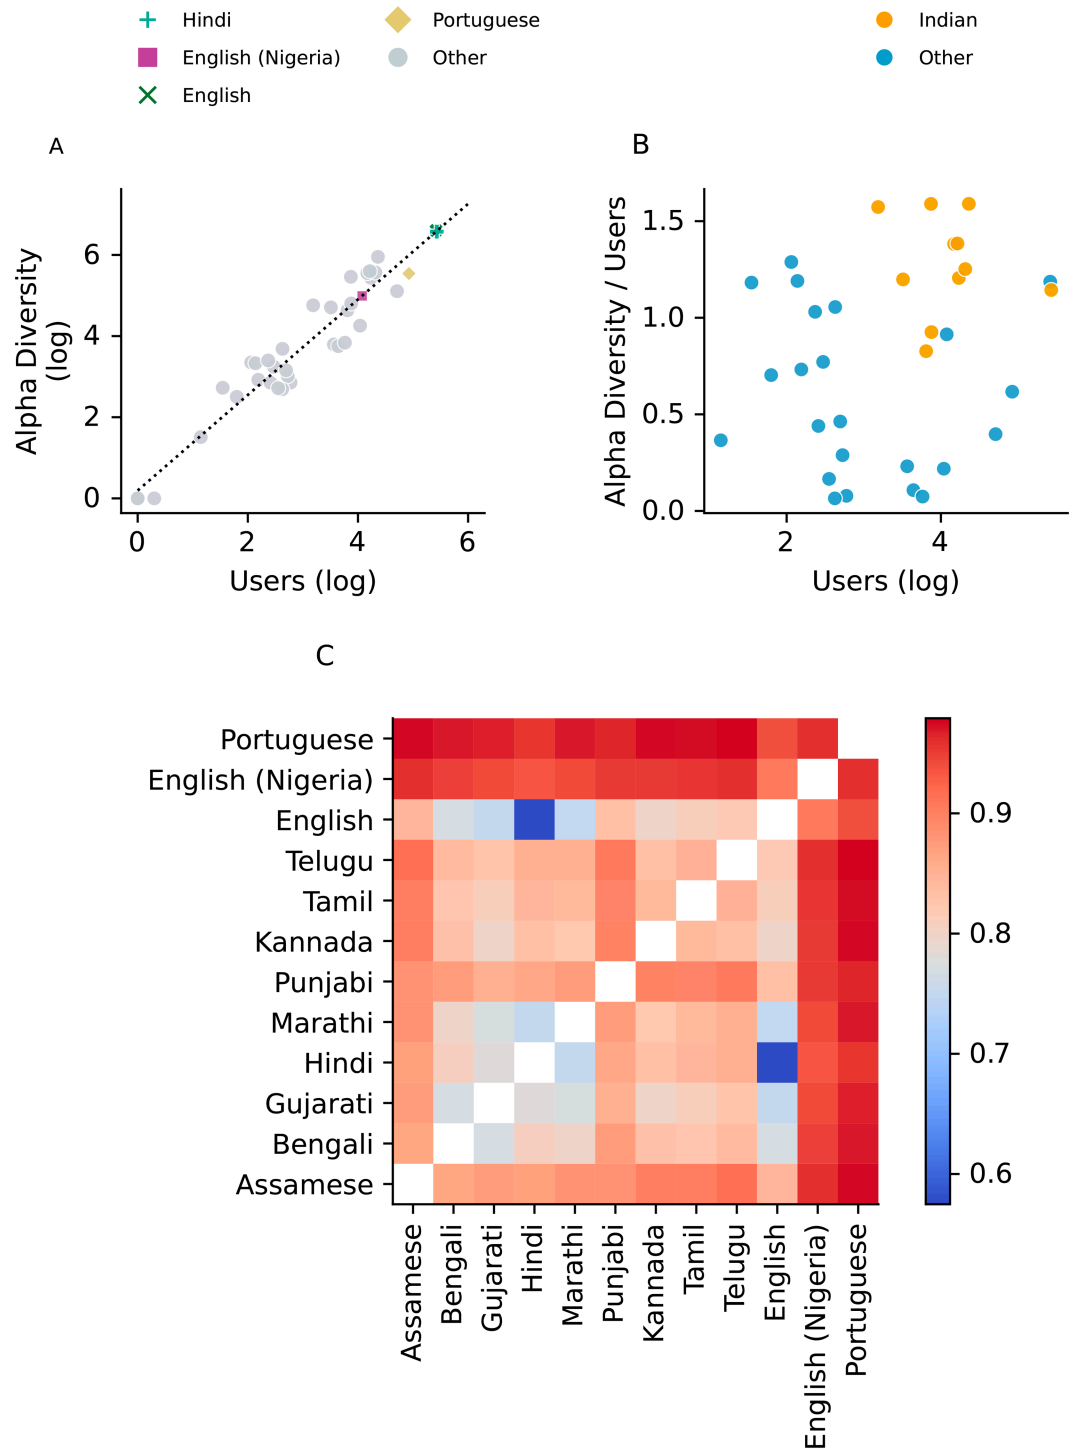 Hindi
English (Nigeria)
English
Portuguese
Other
Indian
Other
A
Alpha Diversity
(log)
6
4
2
0
0 2 4 6
Users (log)
B
Alpha Diversity / Users
1.5
1.0
0.5
0.0
2 4
Users (log)
C
Portuguese
English (Nigeria)
English
Telugu
Tamil
Kannada
Punjabi
Marathi
Hindi
Gujarati
Bengali
Assamese
Assamese
Bengali
Gujarati
Hindi
Marathi
Punjabi
Kannada
Tamil
Telugu
English
English (Nigeria)
Portuguese
0.9
0.8
0.7
0.6